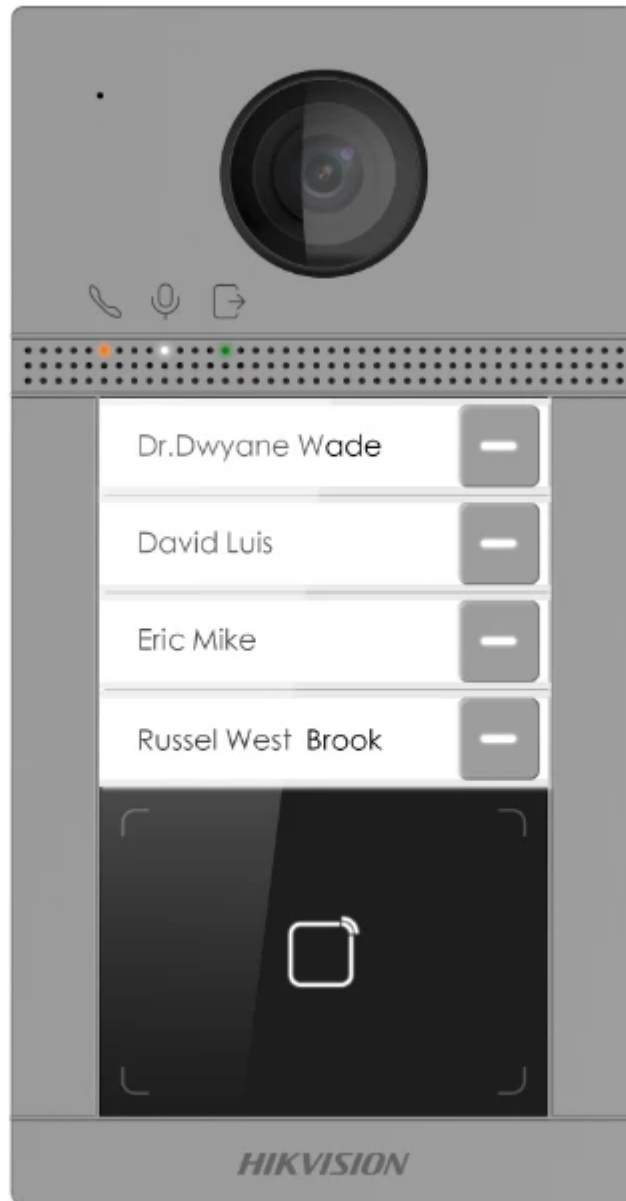 Dr.Dwyane Wade
David Luis
Eric Mike
Russel West Brook
HIKVISION